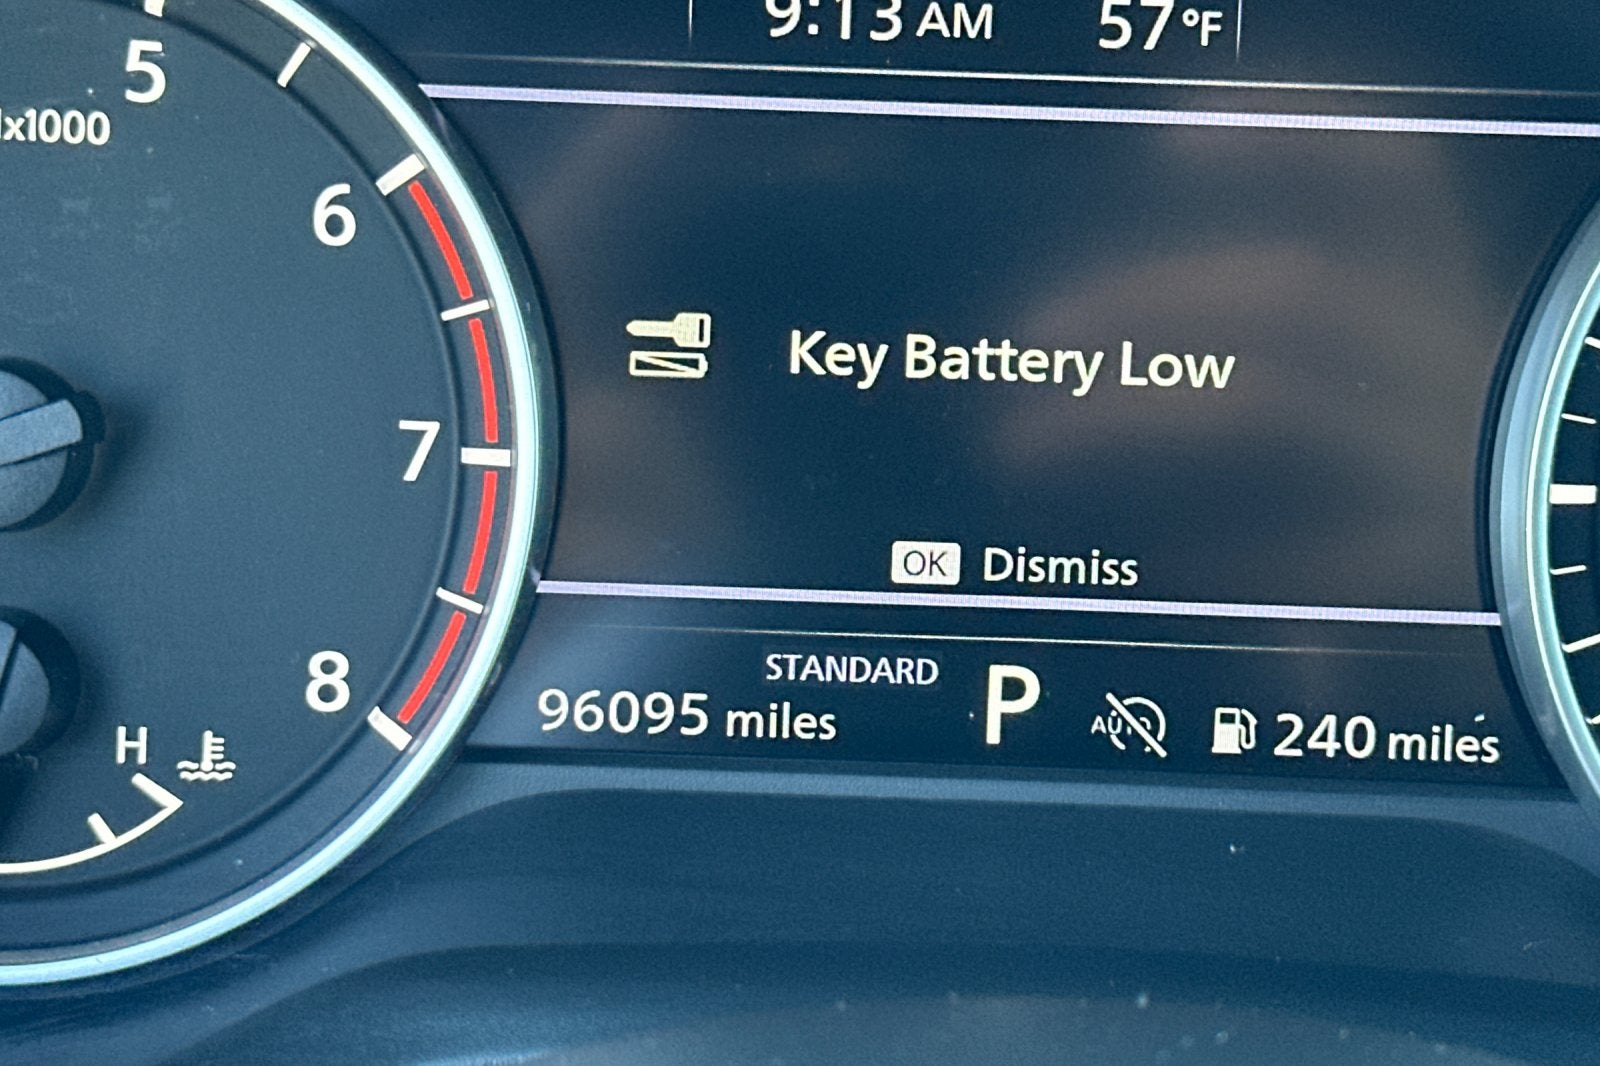 9:13 AM 57°F
5
x1000
6
Key Battery Low
7
OK Dismiss
8
STANDARD
P
96095 miles
AUTO
240 miles
H